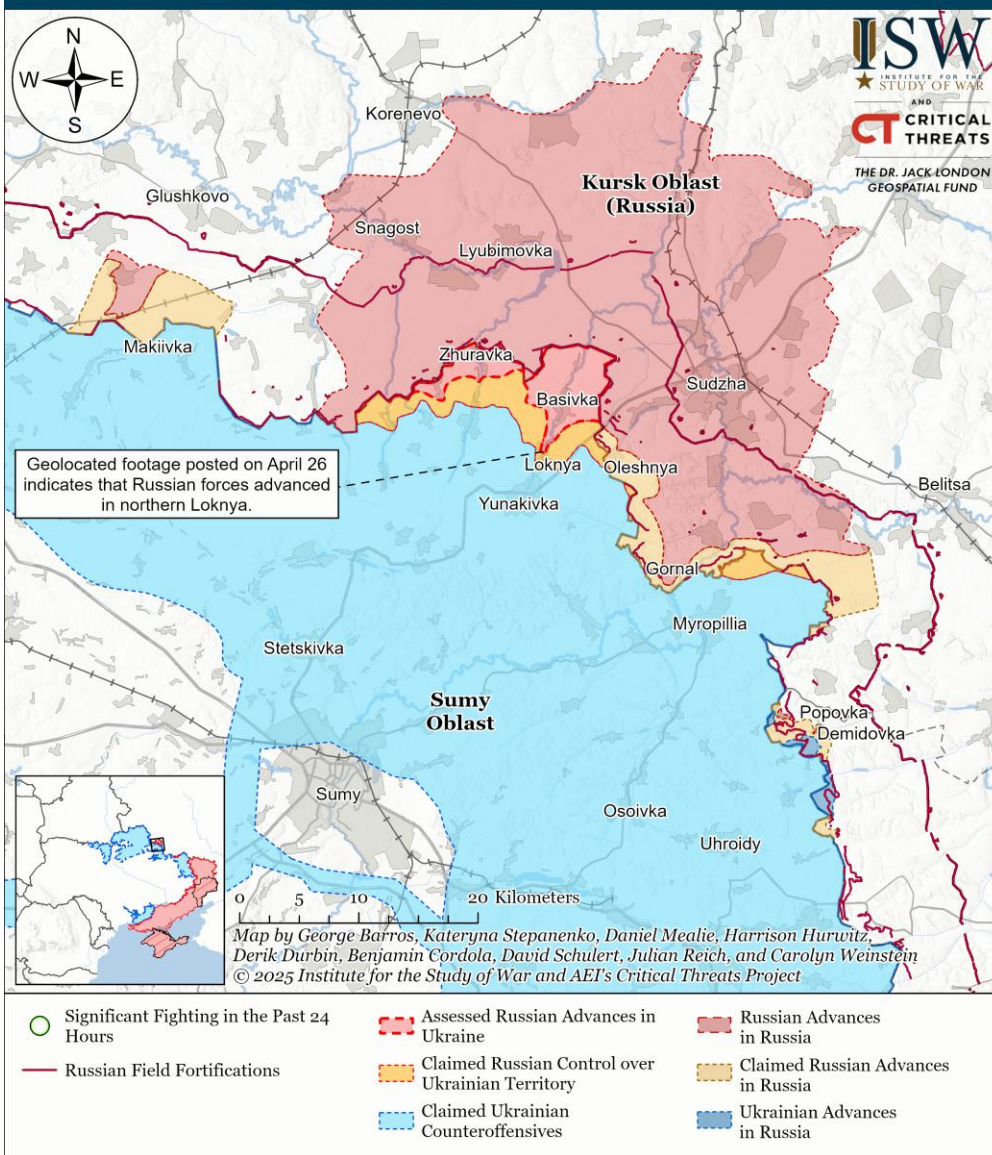 N
W E
S
ISW
INSTITUTE FOR THE
STUDY OF WAR
AND
CT CRITICAL
THREATS
THE DR. JACK LONDON
GEOSPATIAL FUND
Korenevo
Kursk Oblast
(Russia)
Glushkovo
Snagost
Lyubimovka
Makiivka
Zhuravka
Sudzha
Basivka
Geolocated footage posted on April 26
indicates that Russian forces advanced
in northern Loknya.
Loknya
Oleshnya
Belitsa
Yunakivka
Gornal
Myropillia
Stetskivka
Sumy
Oblast
Popovka
Demidovka
Sumy
Osoivka
Uhroidy
0 5 10 20 Kilometers
Map by George Barros, Kateryna Stepanenko, Daniel Mealie, Harrison Hurwitz,
Derik Durbin, Benjamin Cordola, David Schulert, Julian Reich, and Carolyn Weinstein
© 2025 Institute for the Study of War and AEI's Critical Threats Project
Significant Fighting in the Past 24
Hours
Russian Field Fortifications
Assessed Russian Advances in
Ukraine
Claimed Russian Control over
Ukrainian Territory
Claimed Ukrainian
Counteroffensives
Russian Advances
in Russia
Claimed Russian Advances
in Russia
Ukrainian Advances
in Russia